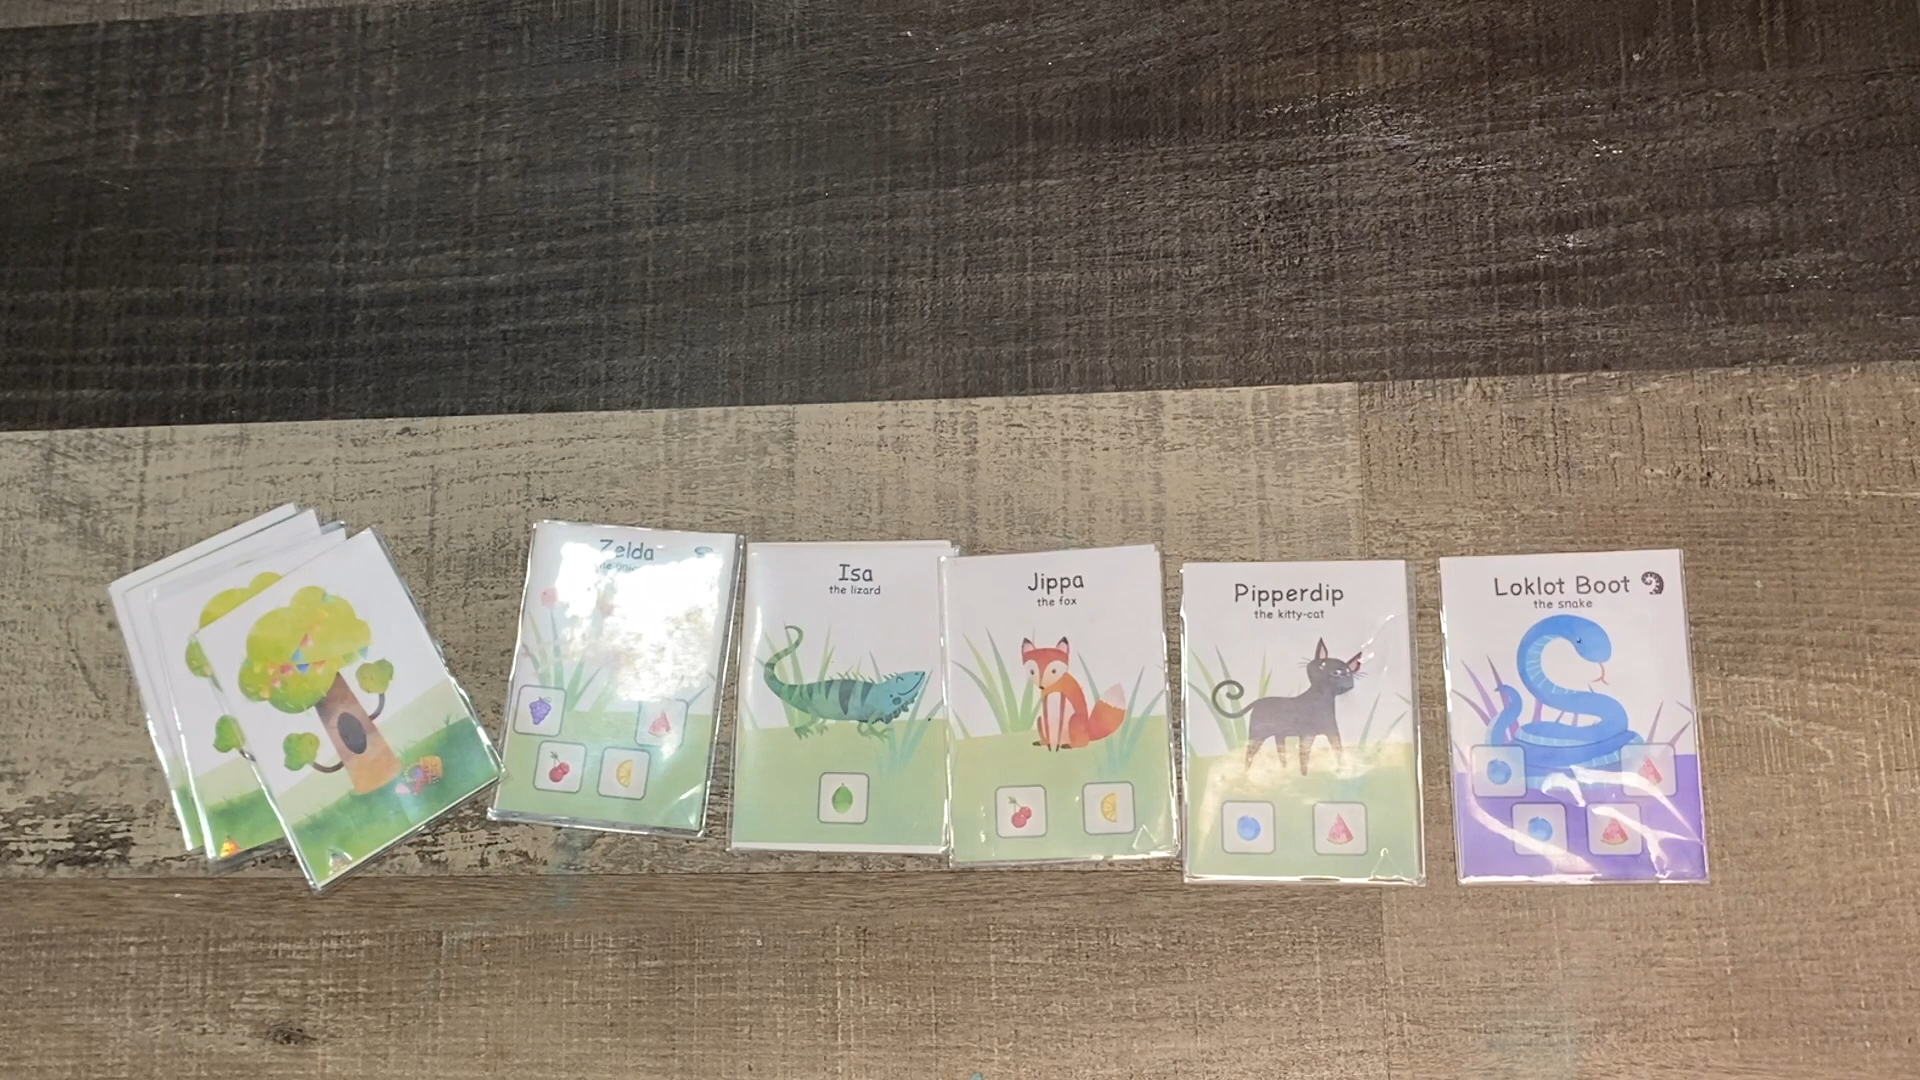 Zelda
Isa
the lizard
Jippa
the fox
Pipperdip
the kitty-cat
Loklot Boot
the snake